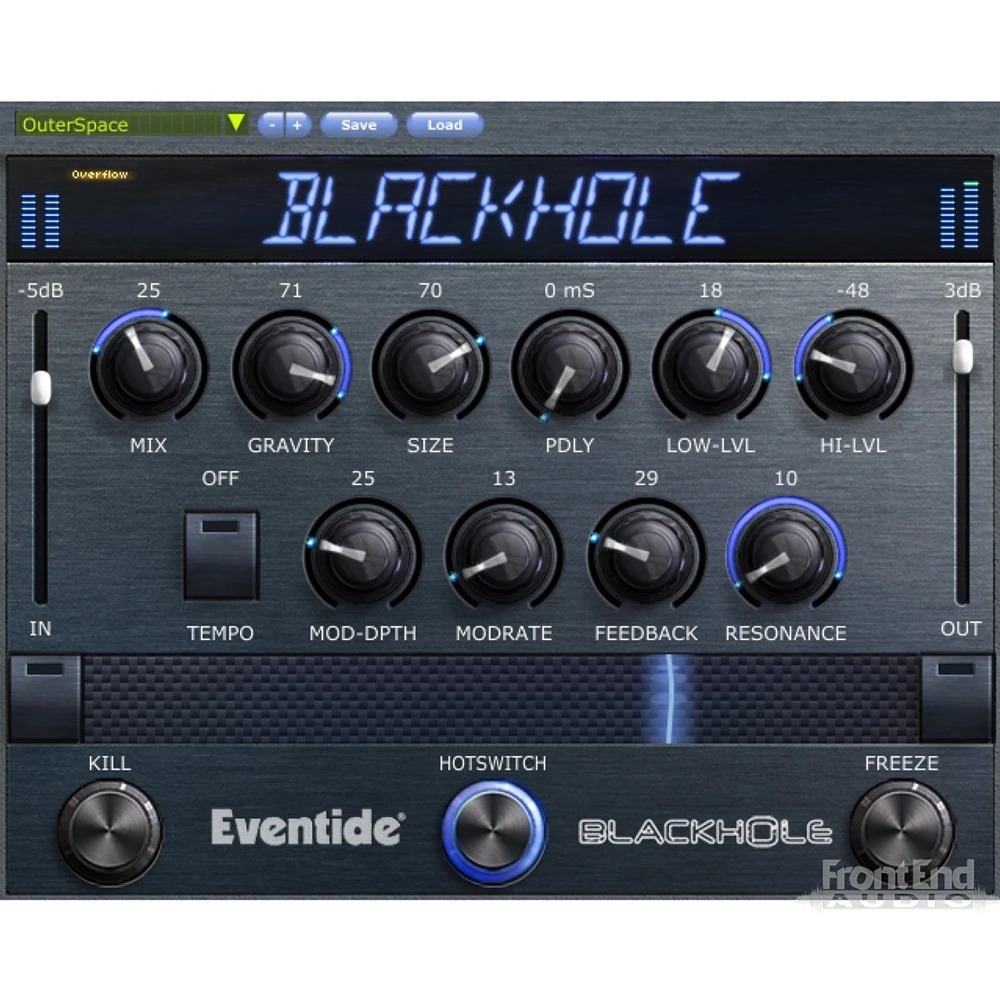 OuterSpace - + Save Load
Overflow
BLACKHOLE
-5dB 25 71 70 0 mS 18 -48 3dB
MIX GRAVITY SIZE PDLY LOW-LVL HI-LVL
OFF 25 13 29 10
IN TEMPO MOD-DPTH MODRATE FEEDBACK RESONANCE OUT
KILL HOTSWITCH FREEZE
Eventide® BLACKHOLE
FrontEnd
AUDIO